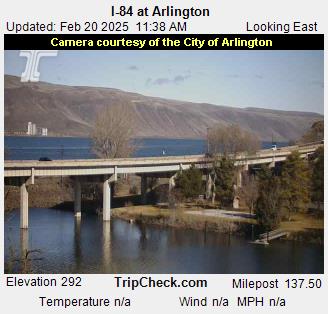 I-84 at Arlington
Updated: Feb 20 2025 11:38 AM Looking East
Camera courtesy of the City of Arlington
Elevation 292 TripCheck.com Milepost 137.50
Temperature n/a Wind n/a MPH n/a